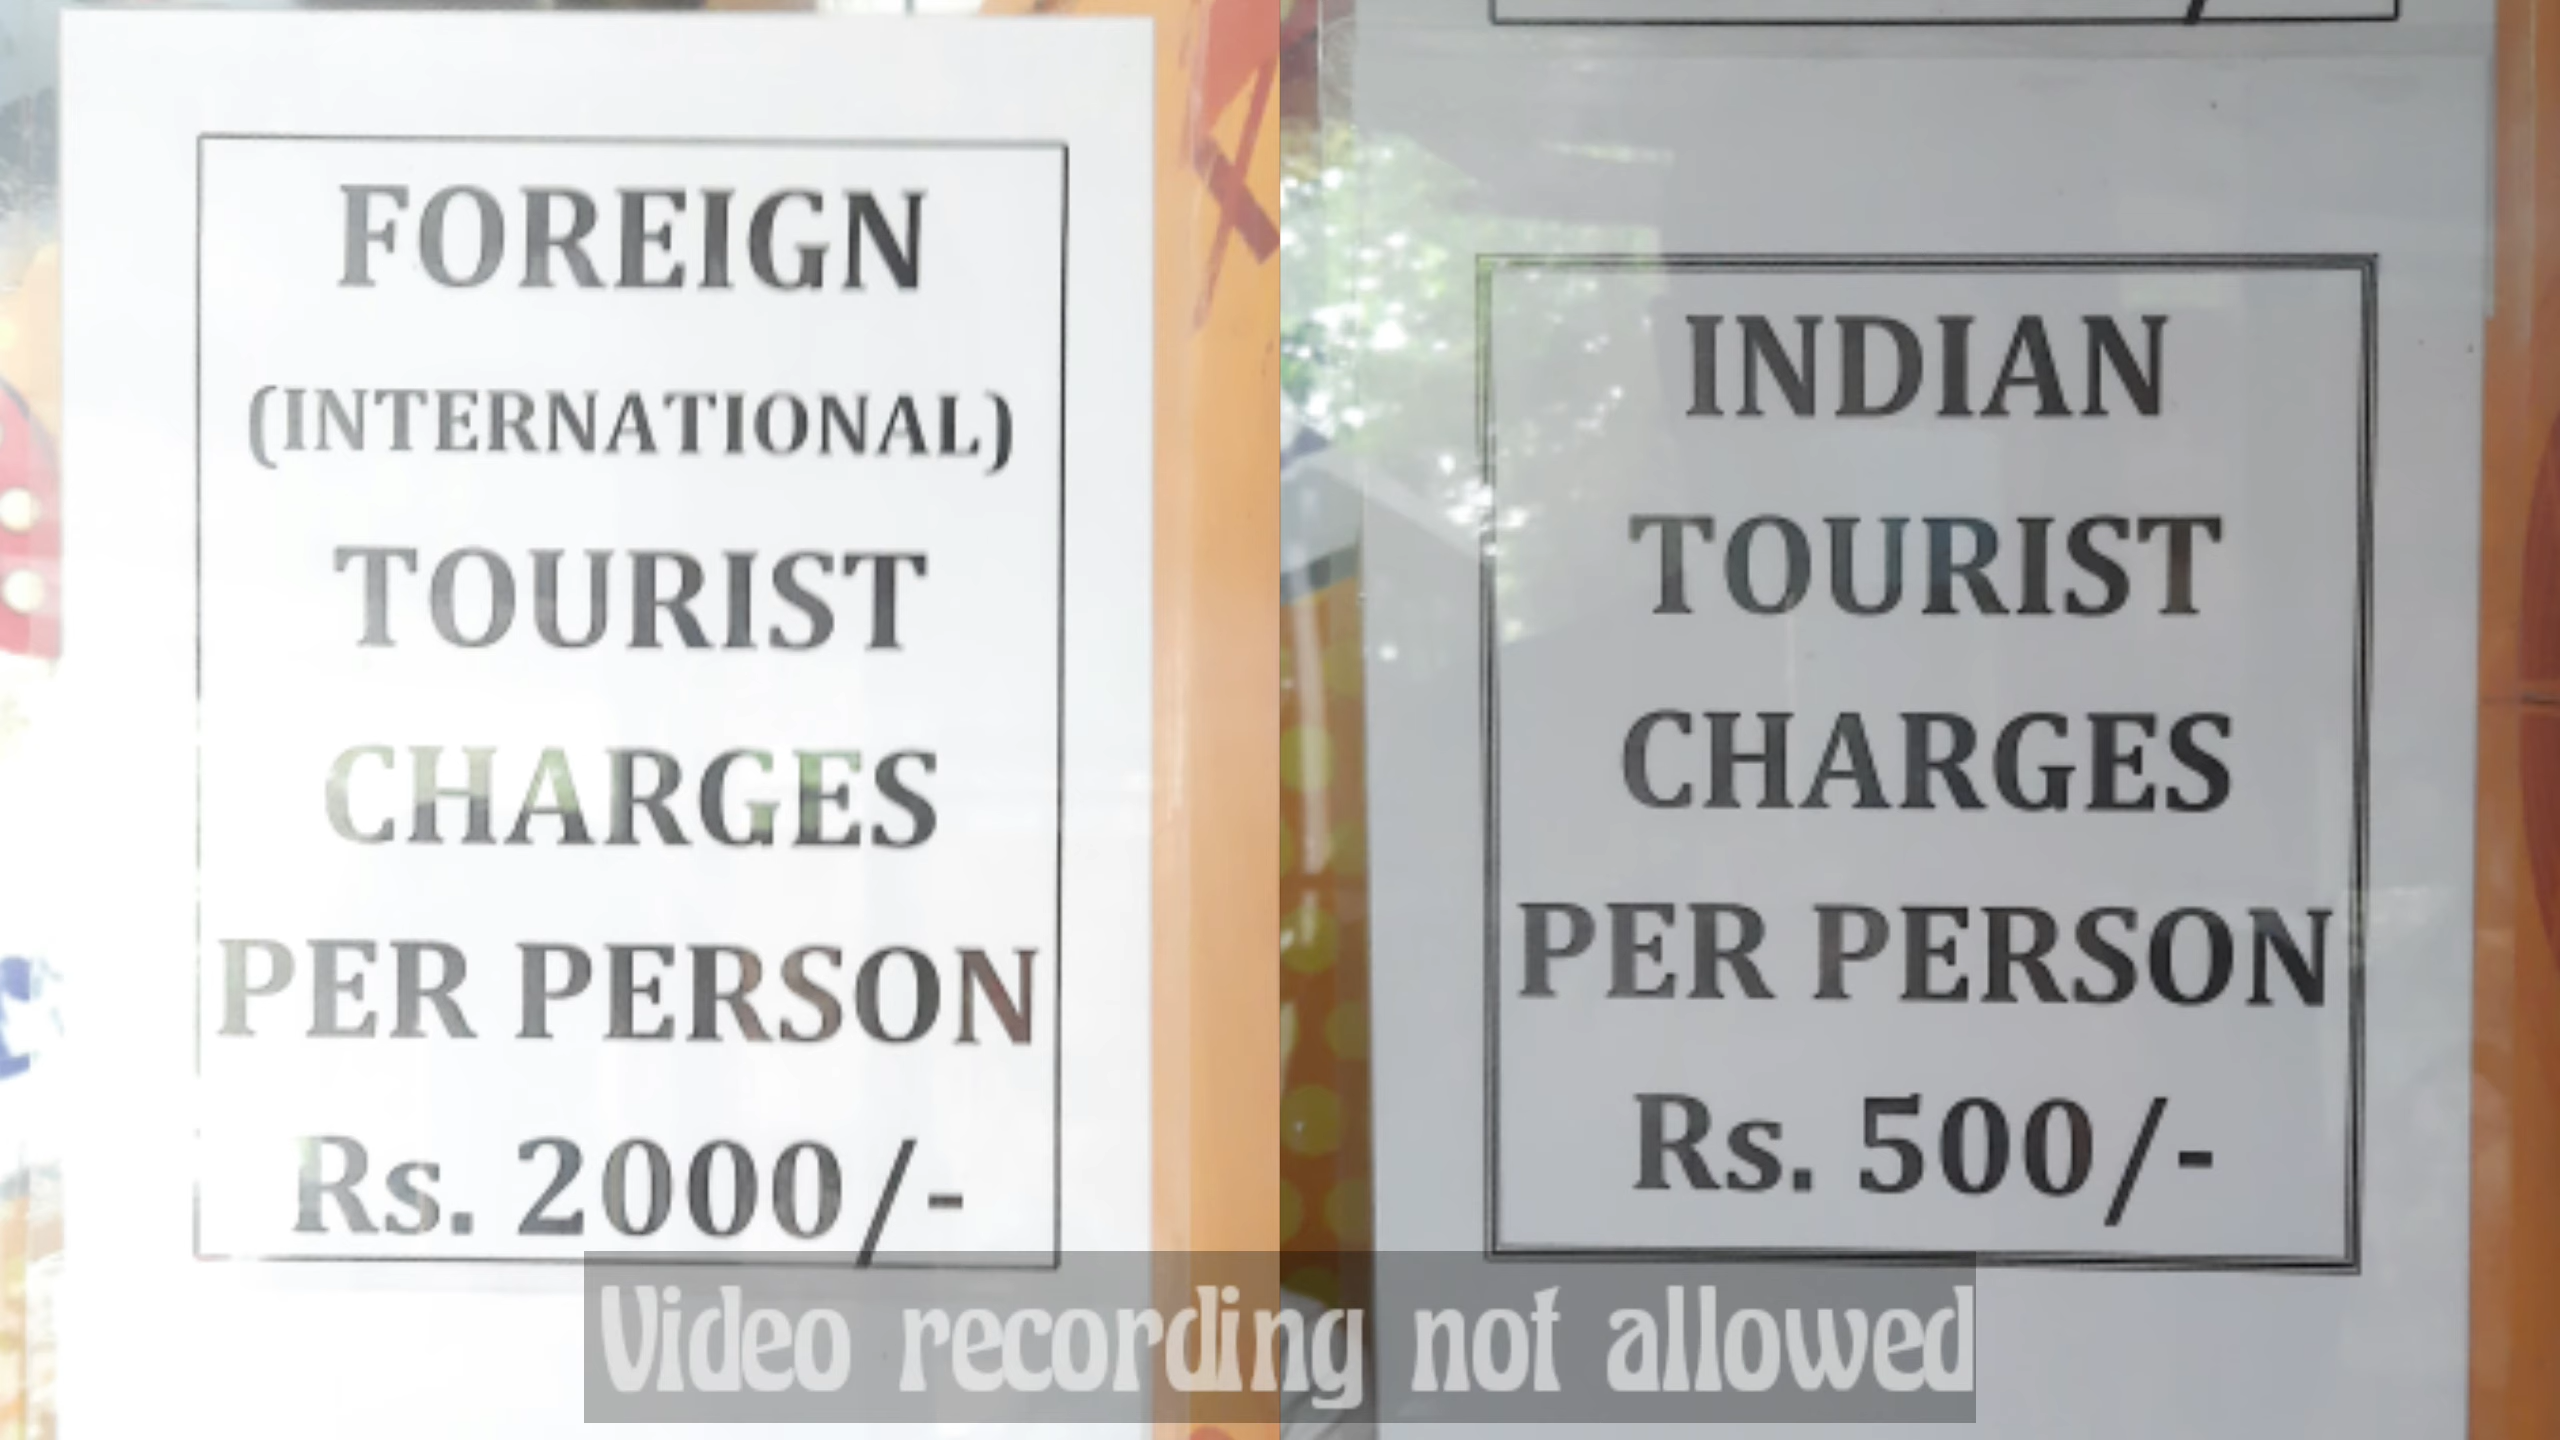 FOREIGN
(INTERNATIONAL)
TOURIST
CHARGES
PER PERSON
Rs. 2000/-
INDIAN
TOURIST
CHARGES
PER PERSON
Rs. 500/-
Video recording not allowed